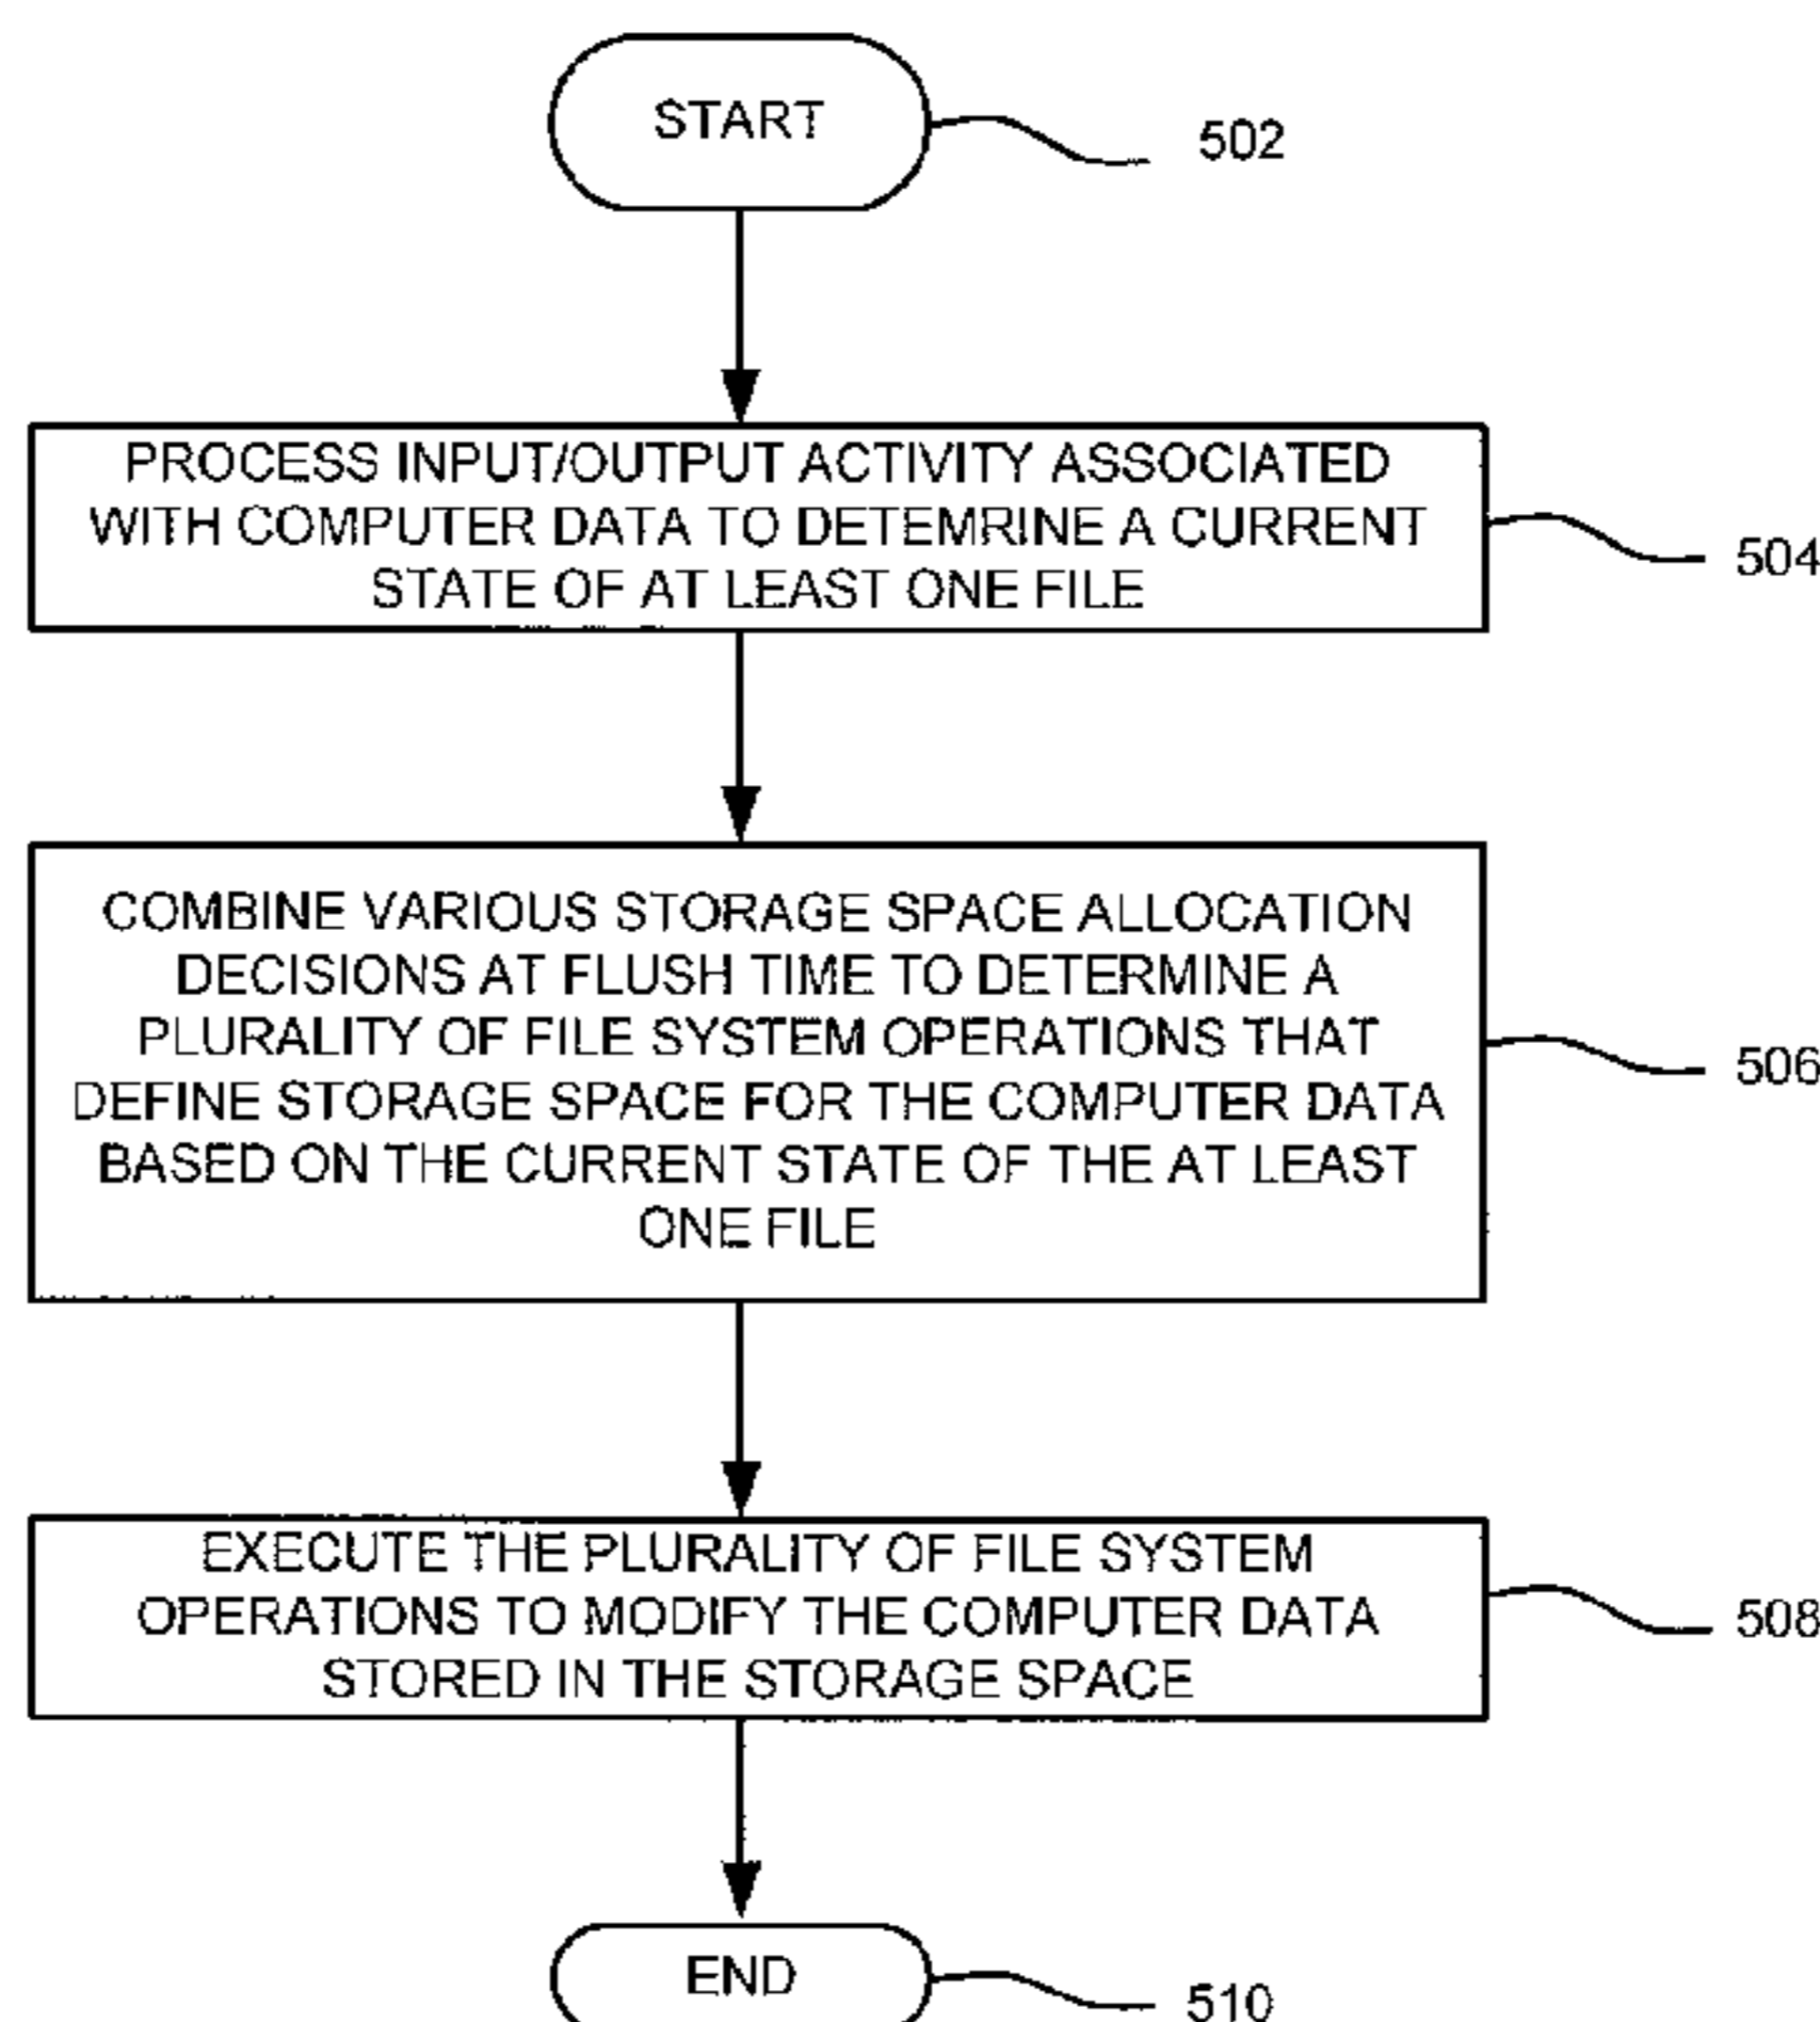 START
502
PROCESS INPUT/OUTPUT ACTIVITY ASSOCIATED
WITH COMPUTER DATA TO DETEMRINE A CURRENT
STATE OF AT LEAST ONE FILE
504
COMBINE VARIOUS STORAGE SPACE ALLOCATION
DECISIONS AT FLUSH TIME TO DETERMINE A
PLURALITY OF FILE SYSTEM OPERATIONS THAT
DEFINE STORAGE SPACE FOR THE COMPUTER DATA
BASED ON THE CURRENT STATE OF THE AT LEAST
ONE FILE
506
EXECUTE THE PLURALITY OF FILE SYSTEM
OPERATIONS TO MODIFY THE COMPUTER DATA
STORED IN THE STORAGE SPACE
508
END
510